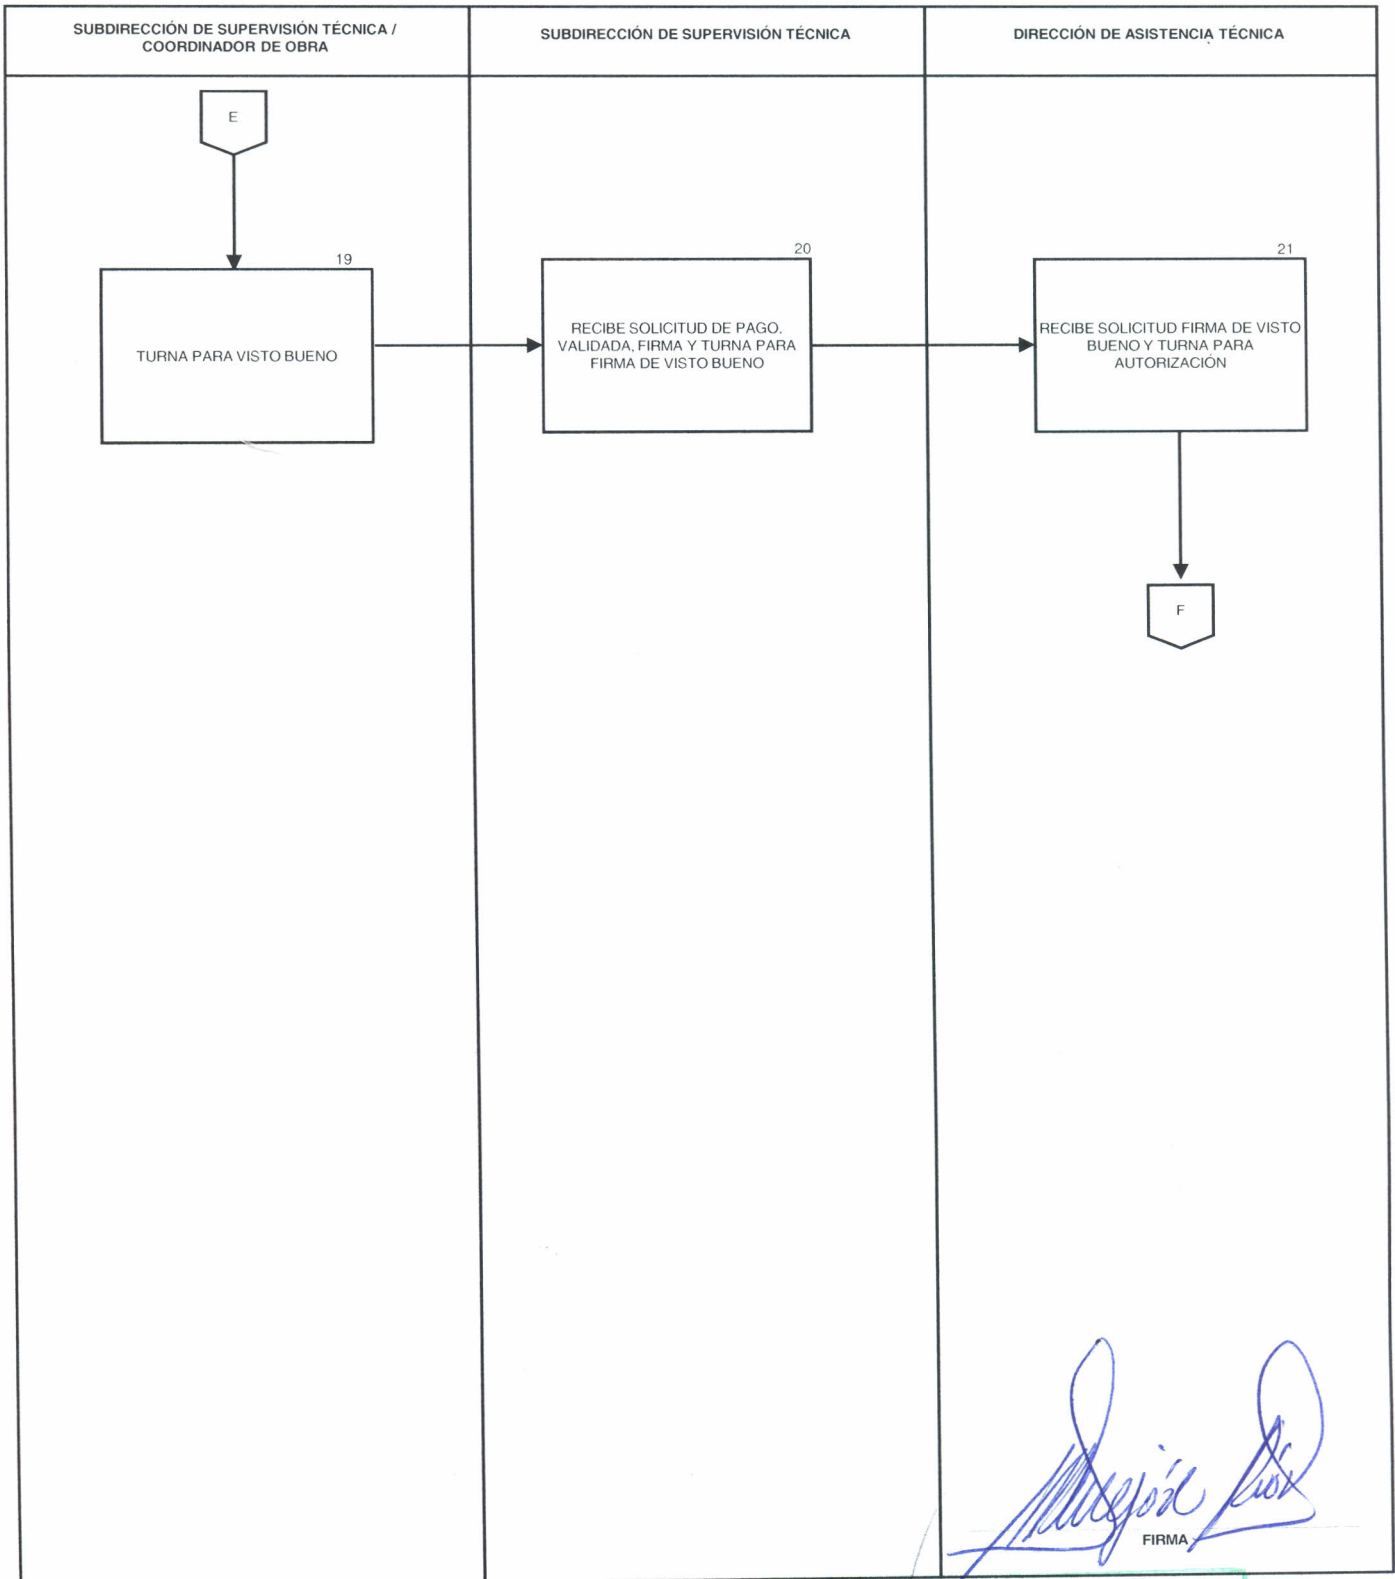 SUBDIRECCIÓN DE SUPERVISIÓN TÉCNICA /
COORDINADOR DE OBRA
SUBDIRECCIÓN DE SUPERVISIÓN TÉCNICA
DIRECCIÓN DE ASISTENCIA TÉCNICA
E
19
TURNA PARA VISTO BUENO
20
RECIBE SOLICITUD DE PAGO,
VALIDADA, FIRMA Y TURNA PARA
FIRMA DE VISTO BUENO
21
RECIBE SOLICITUD FIRMA DE VISTO
BUENO Y TURNA PARA
AUTORIZACIÓN
F
FIRMA